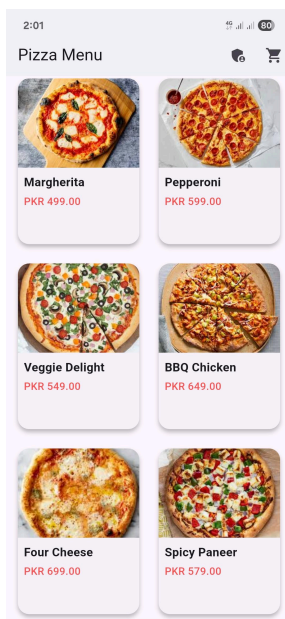 2:01
4G
80
Pizza Menu
Margherita
PKR 499.00
Pepperoni
PKR 599.00
Veggie Delight
PKR 549.00
BBQ Chicken
PKR 649.00
Four Cheese
PKR 699.00
Spicy Paneer
PKR 579.00